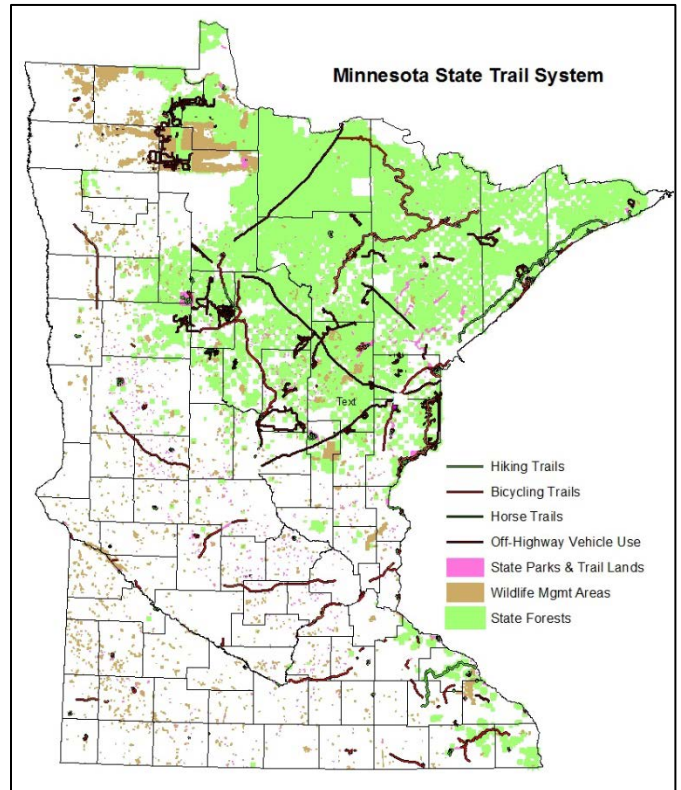 Minnesota State Trail System
Text
Hiking Trails
Bicycling Trails
Horse Trails
Off-Highway Vehicle Use
State Parks & Trail Lands
Wildlife Mgmt Areas
State Forests